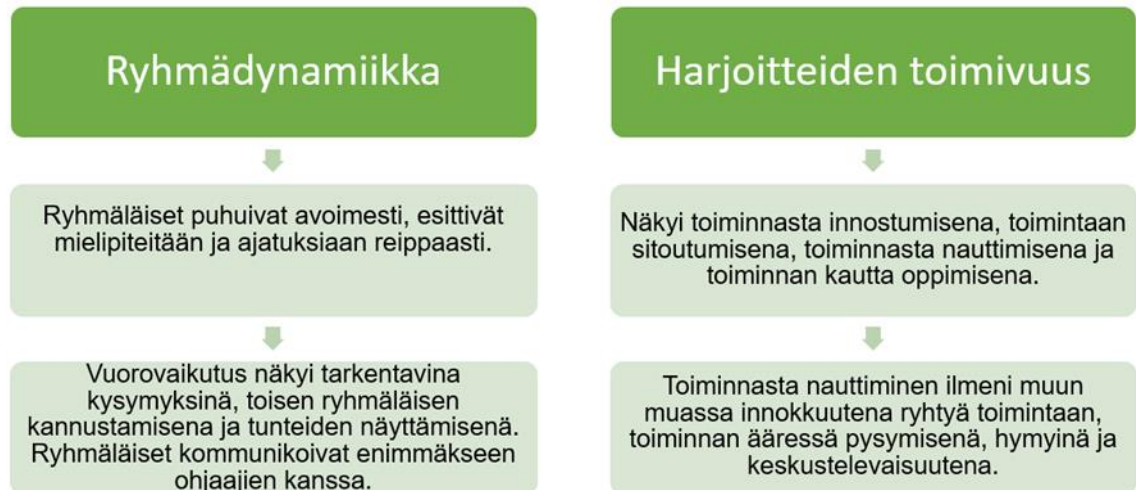 Ryhmädynamiikka
Ryhmäläiset puhuivat avoimesti, esittivät
mielipiteitään ja ajatuksiaan reippaasti.
Vuorovaikutus näkyi tarkentavina
kysymyksinä, toisen ryhmäläisen
kannustamisena ja tunteiden näyttämisenä.
Ryhmäläiset kommunikoivat enimmäkseen
ohjaajien kanssa.
Harjoitteiden toimivuus
Näkyi toiminnasta innostumisena, toimintaan
sitoutumisena, toiminnasta nauttimisena ja
toiminnan kautta oppimisena.
Toiminnasta nauttiminen ilmeni muun
muassa innokkuutena ryhtyä toimintaan,
toiminnan ääressä pysymisenä, hymyinä ja
keskustelevaisuutena.